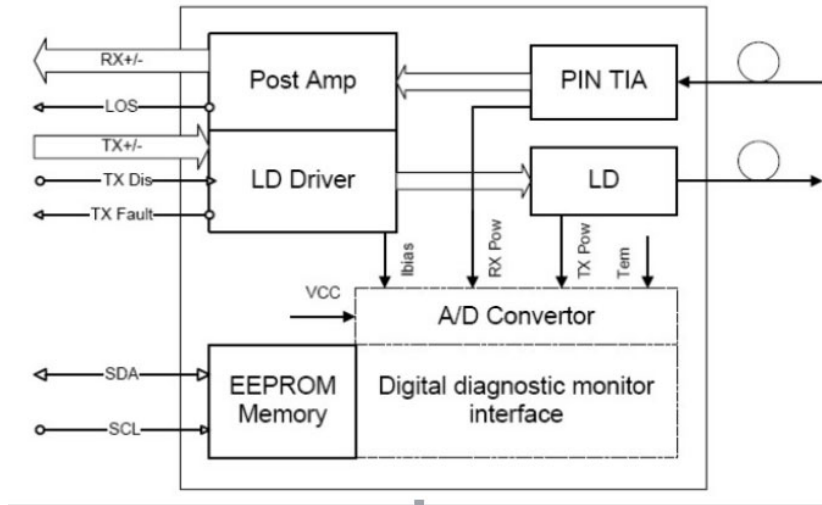 RX+/-
Post Amp
PIN TIA
LOS
TX+/-
TX Dis
LD Driver
LD
TX Fault
Ibias
RX Pow
TX Pow
Tem
VCC
A/D Convertor
SDA
EEPROM
Memory
Digital diagnostic monitor
interface
SCL